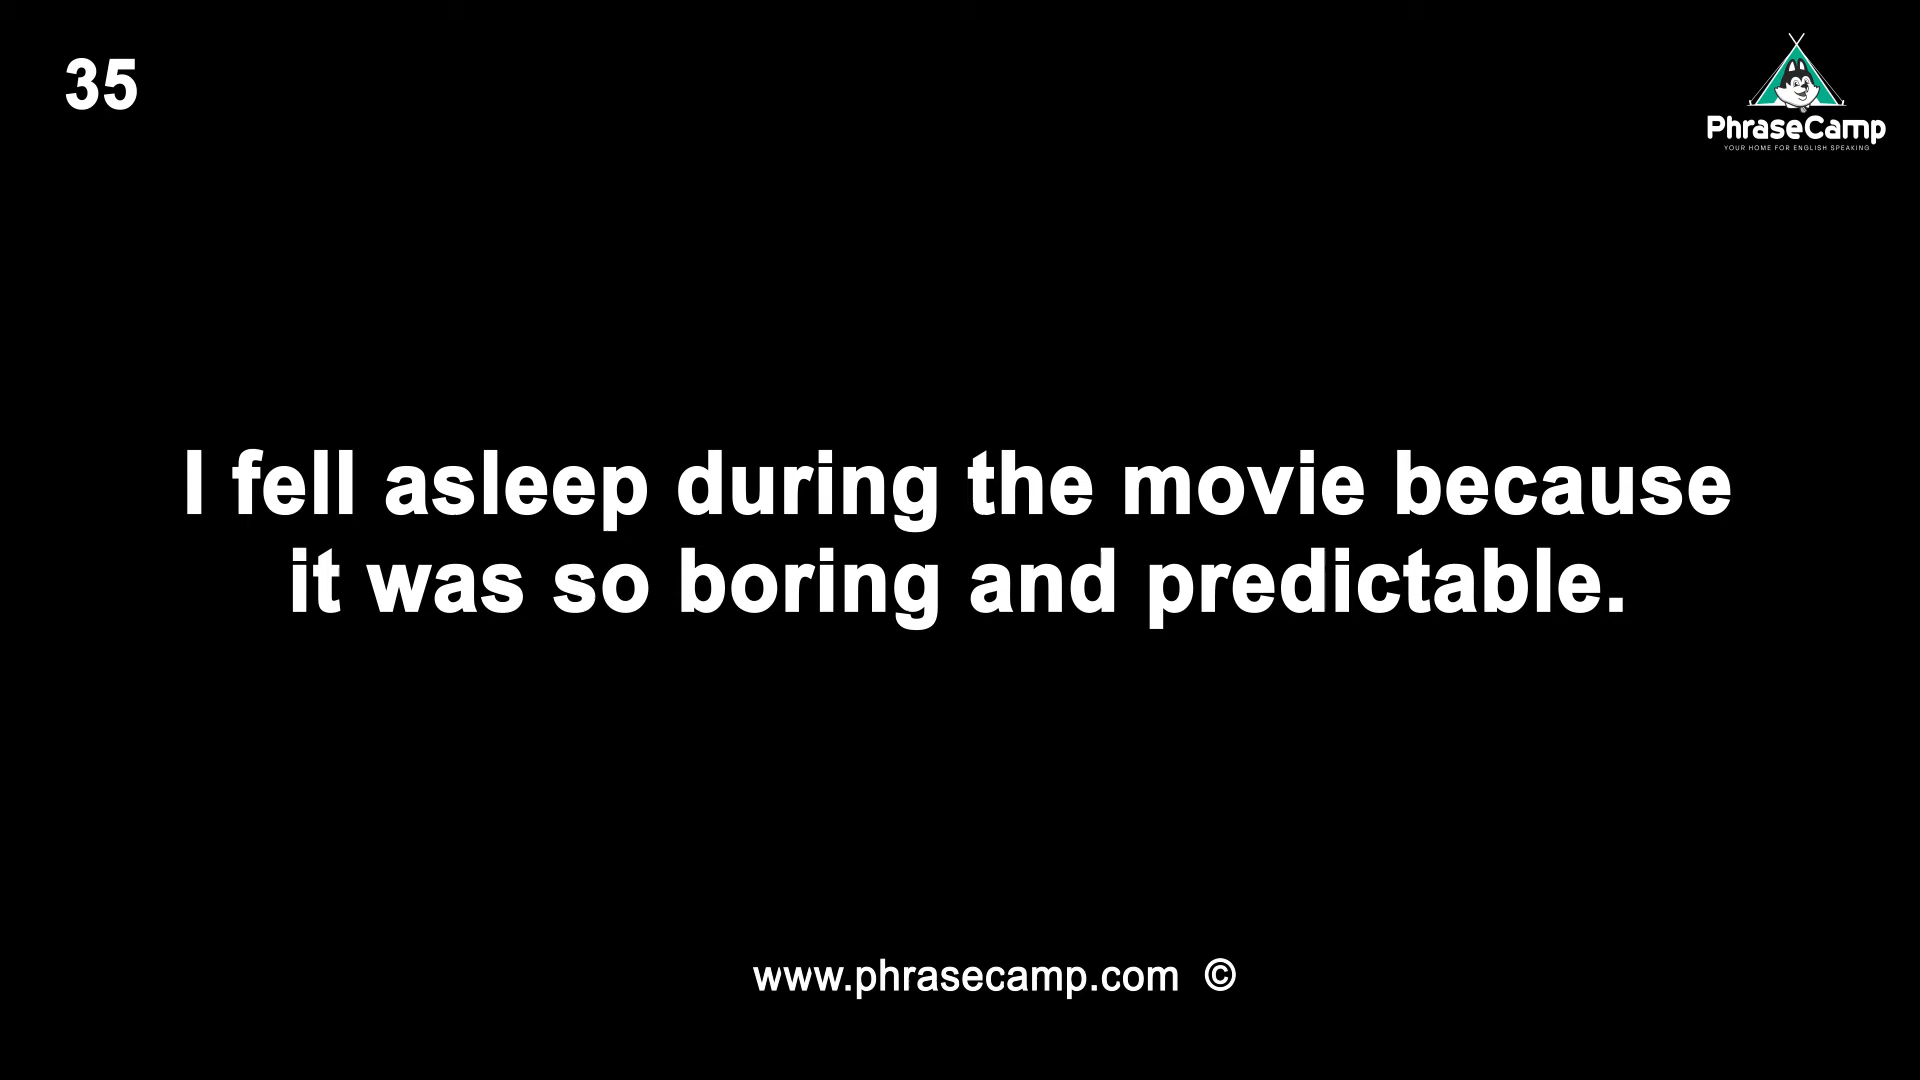 35
PhraseCamp
YOUR HOME FOR ENGLISH SPEAKING
I fell asleep during the movie because
it was so boring and predictable.
www.phrasecamp.com ©